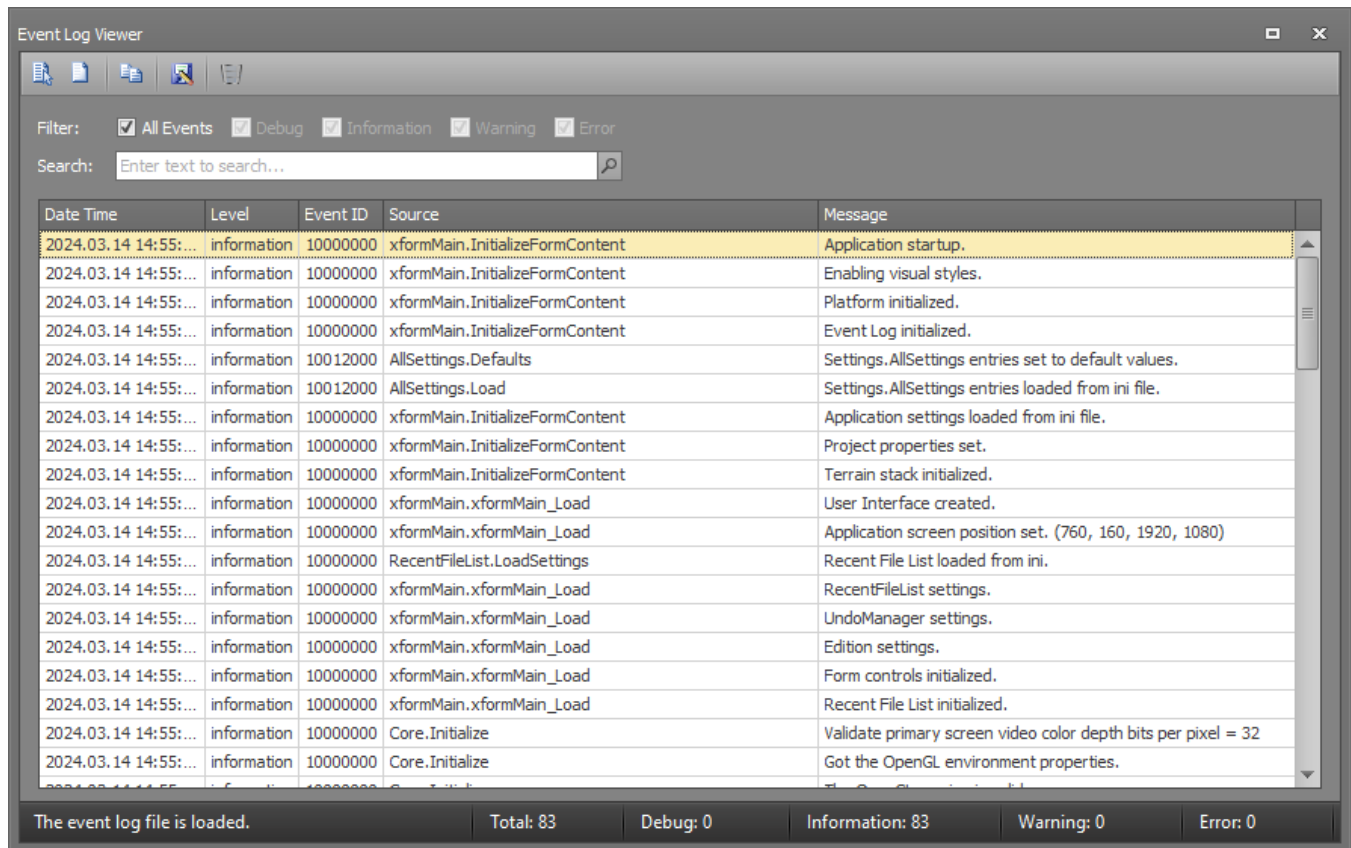 Event Log Viewer
Filter: All Events Debug Information Warning Error
Search: Enter text to search...
Date Time Level Event ID Source Message
2024.03.14 14:55:... information 10000000 xformMain.InitializeFormContent Application startup.
2024.03.14 14:55:... information 10000000 xformMain.InitializeFormContent Enabling visual styles.
2024.03.14 14:55:... information 10000000 xformMain.InitializeFormContent Platform initialized.
2024.03.14 14:55:... information 10000000 xformMain.InitializeFormContent Event Log initialized.
2024.03.14 14:55:... information 10012000 AllSettings.Defaults Settings.AllSettings entries set to default values.
2024.03.14 14:55:... information 10012000 AllSettings.Load Settings.AllSettings entries loaded from ini file.
2024.03.14 14:55:... information 10000000 xformMain.InitializeFormContent Application settings loaded from ini file.
2024.03.14 14:55:... information 10000000 xformMain.InitializeFormContent Project properties set.
2024.03.14 14:55:... information 10000000 xformMain.InitializeFormContent Terrain stack initialized.
2024.03.14 14:55:... information 10000000 xformMain.xformMain_Load User Interface created.
2024.03.14 14:55:... information 10000000 xformMain.xformMain_Load Application screen position set. (760, 160, 1920, 1080)
2024.03.14 14:55:... information 10000000 RecentFileList.LoadSettings Recent File List loaded from ini.
2024.03.14 14:55:... information 10000000 xformMain.xformMain_Load RecentFileList settings.
2024.03.14 14:55:... information 10000000 xformMain.xformMain_Load UndoManager settings.
2024.03.14 14:55:... information 10000000 xformMain.xformMain_Load Edition settings.
2024.03.14 14:55:... information 10000000 xformMain.xformMain_Load Form controls initialized.
2024.03.14 14:55:... information 10000000 xformMain.xformMain_Load Recent File List initialized.
2024.03.14 14:55:... information 10000000 Core.Initialize Validate primary screen video color depth bits per pixel = 32
2024.03.14 14:55:... information 10000000 Core.Initialize Got the OpenGL environment properties.
The event log file is loaded. Total: 83 Debug: 0 Information: 83 Warning: 0 Error: 0